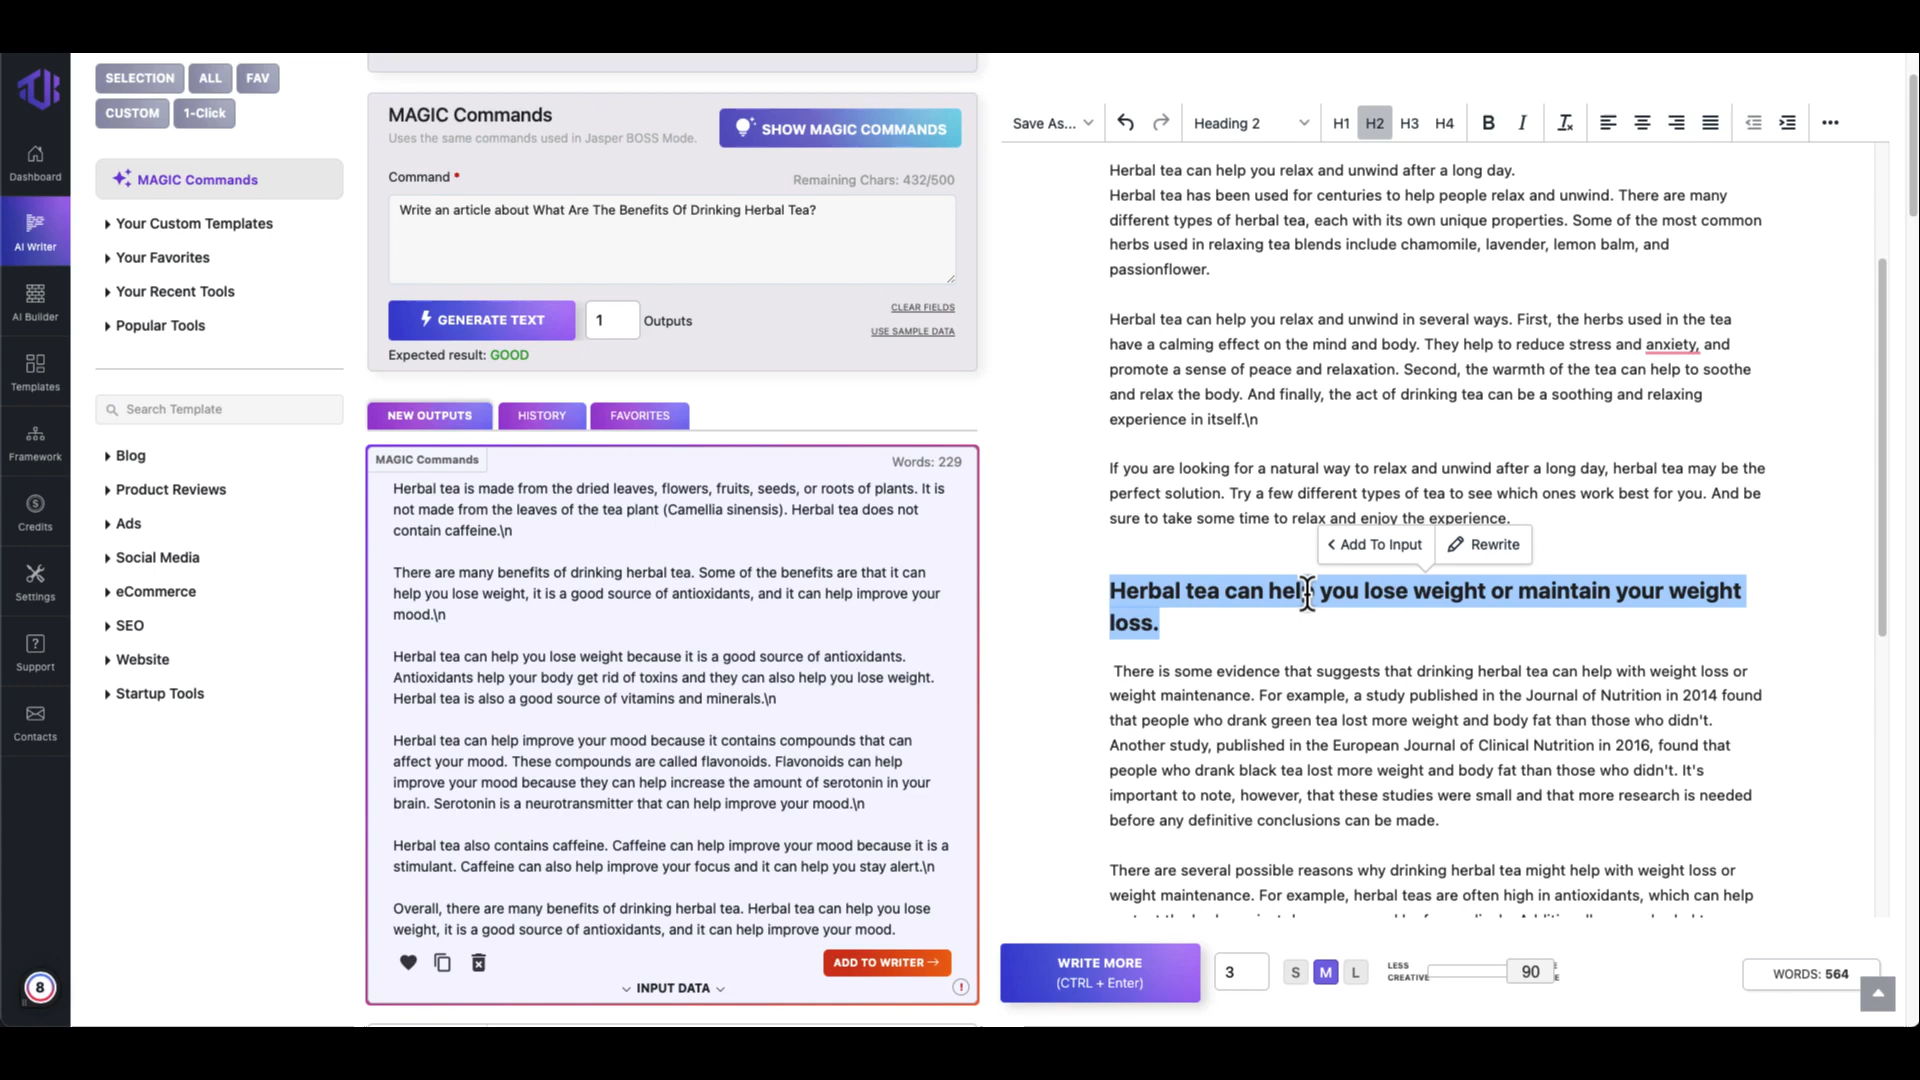 SELECTION
ALL
FAV
CUSTOM
1-Click
MAGIC Commands
Your Custom Templates
Your Favorites
Your Recent Tools
Popular Tools
Search Template
Blog
Product Reviews
Ads
Social Media
eCommerce
SEO
Website
Startup Tools
Dashboard
AI Writer
AI Builder
Templates
Framework
Credits
Settings
Support
Contacts
8
MAGIC Commands
Uses the same commands used in Jasper BOSS Mode.
SHOW MAGIC COMMANDS
Command *
Remaining Chars: 432/500
Write an article about What Are The Benefits Of Drinking Herbal Tea?
GENERATE TEXT
1
Outputs
CLEAR FIELDS
USE SAMPLE DATA
Expected result: GOOD
NEW OUTPUTS
HISTORY
FAVORITES
MAGIC Commands
Words: 229
Herbal tea is made from the dried leaves, flowers, fruits, seeds, or roots of plants. It is
not made from the leaves of the tea plant (Camellia sinensis). Herbal tea does not
contain caffeine.\n
There are many benefits of drinking herbal tea. Some of the benefits are that it can
help you lose weight, it is a good source of antioxidants, and it can help improve your
mood.\n
Herbal tea can help you lose weight because it is a good source of antioxidants.
Antioxidants help your body get rid of toxins and they can also help you lose weight.
Herbal tea is also a good source of vitamins and minerals.\n
Herbal tea can help improve your mood because it contains compounds that can
affect your mood. These compounds are called flavonoids. Flavonoids can help
improve your mood because they can help increase the amount of serotonin in your
brain. Serotonin is a neurotransmitter that can help improve your mood.\n
Herbal tea also contains caffeine. Caffeine can help improve your mood because it is a
stimulant. Caffeine can also help improve your focus and it can help you stay alert.\n
Overall, there are many benefits of drinking herbal tea. Herbal tea can help you lose
weight, it is a good source of antioxidants, and it can help improve your mood.
ADD TO WRITER
INPUT DATA
Save As...
Heading 2
H1
H2
H3
H4
B
I
Herbal tea can help you relax and unwind after a long day.
Herbal tea has been used for centuries to help people relax and unwind. There are many
different types of herbal tea, each with its own unique properties. Some of the most common
herbs used in relaxing tea blends include chamomile, lavender, lemon balm, and
passionflower.
Herbal tea can help you relax and unwind in several ways. First, the herbs used in the tea
have a calming effect on the mind and body. They help to reduce stress and anxiety, and
promote a sense of peace and relaxation. Second, the warmth of the tea can help to soothe
and relax the body. And finally, the act of drinking tea can be a soothing and relaxing
experience in itself.\n
If you are looking for a natural way to relax and unwind after a long day, herbal tea may be the
perfect solution. Try a few different types of tea to see which ones work best for you. And be
sure to take some time to relax and enjoy the experience.
Add To Input
Rewrite
Herbal tea can help you lose weight or maintain your weight
loss.
There is some evidence that suggests that drinking herbal tea can help with weight loss or
weight maintenance. For example, a study published in the Journal of Nutrition in 2014 found
that people who drank green tea lost more weight and body fat than those who didn't.
Another study, published in the European Journal of Clinical Nutrition in 2016, found that
people who drank black tea lost more weight and body fat than those who didn't. It's
important to note, however, that these studies were small and that more research is needed
before any definitive conclusions can be made.
There are several possible reasons why drinking herbal tea might help with weight loss or
weight maintenance. For example, herbal teas are often high in antioxidants, which can help
WRITE MORE
(CTRL + Enter)
3
S
M
L
LESS
CREATIVE
90
WORDS: 564